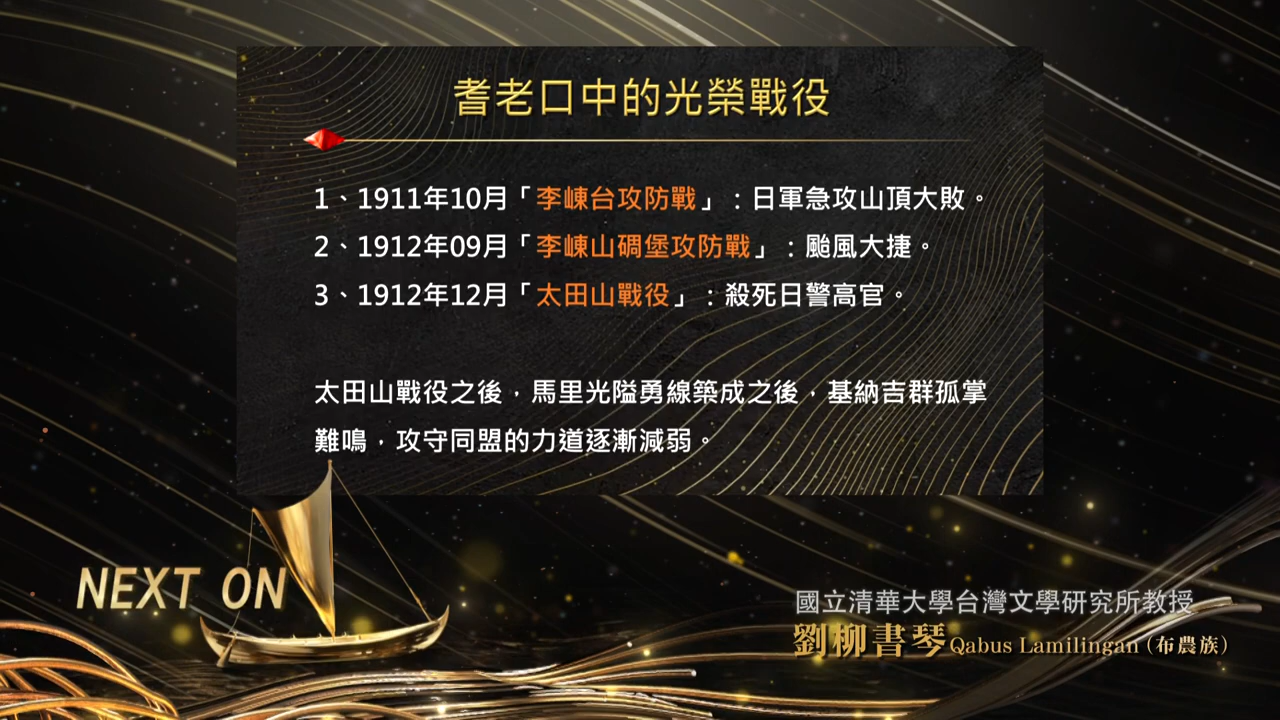 耆老口中的光榮戰役
1、1911年10月「李崠台攻防戰」：日軍急攻山頂大敗。
2、1912年09月「李崠山碉堡攻防戰」：颱風大捷。
3、1912年12月「太田山戰役」：殺死日警高官。
太田山戰役之後，馬里光隘勇線築成之後，基納吉群孤掌
難鳴，攻守同盟的力道逐漸減弱。
NEXT ON
國立清華大學台灣文學研究所教授
劉柳書琴Qabus Lamilingan（布農族）